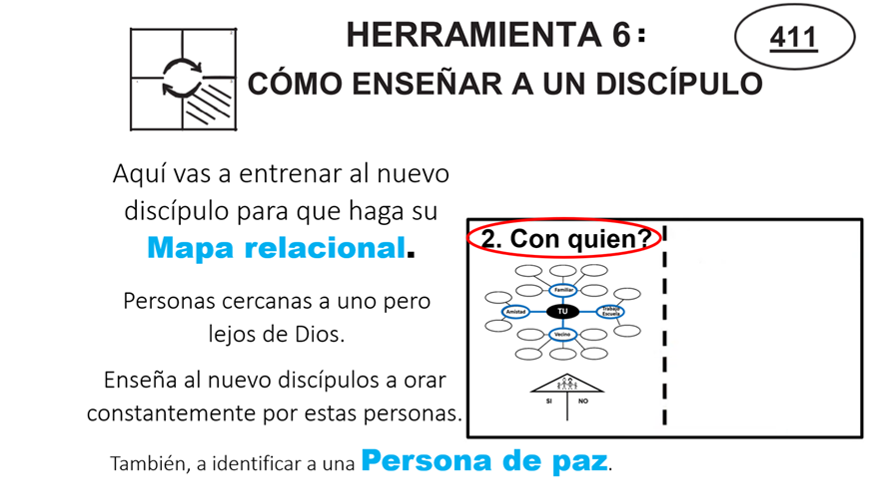 HERRAMIENTA 6:
411
CÓMO ENSEÑAR A UN DISCÍPULO
Aquí vas a entrenar al nuevo
discípulo para que haga su
Mapa relacional.
Personas cercanas a uno pero
lejos de Dios.
Enseña al nuevo discípulos a orar
constantemente por estas personas.
También, a identificar a una Persona de paz.
2. Con quien?
Familiar
Amistad
TU
Trabajo
Escuela
Vecino
SI
NO